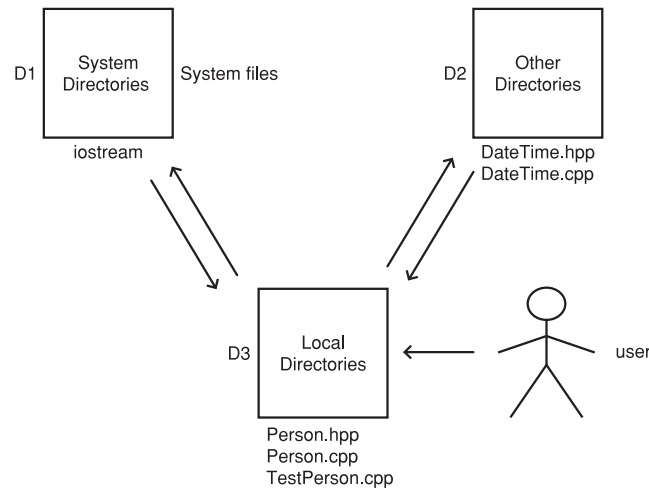 D1
System
Directories
System files
iostream
D2
Other
Directories
DateTime.hpp
DateTime.cpp
D3
Local
Directories
Person.hpp
Person.cpp
TestPerson.cpp
user